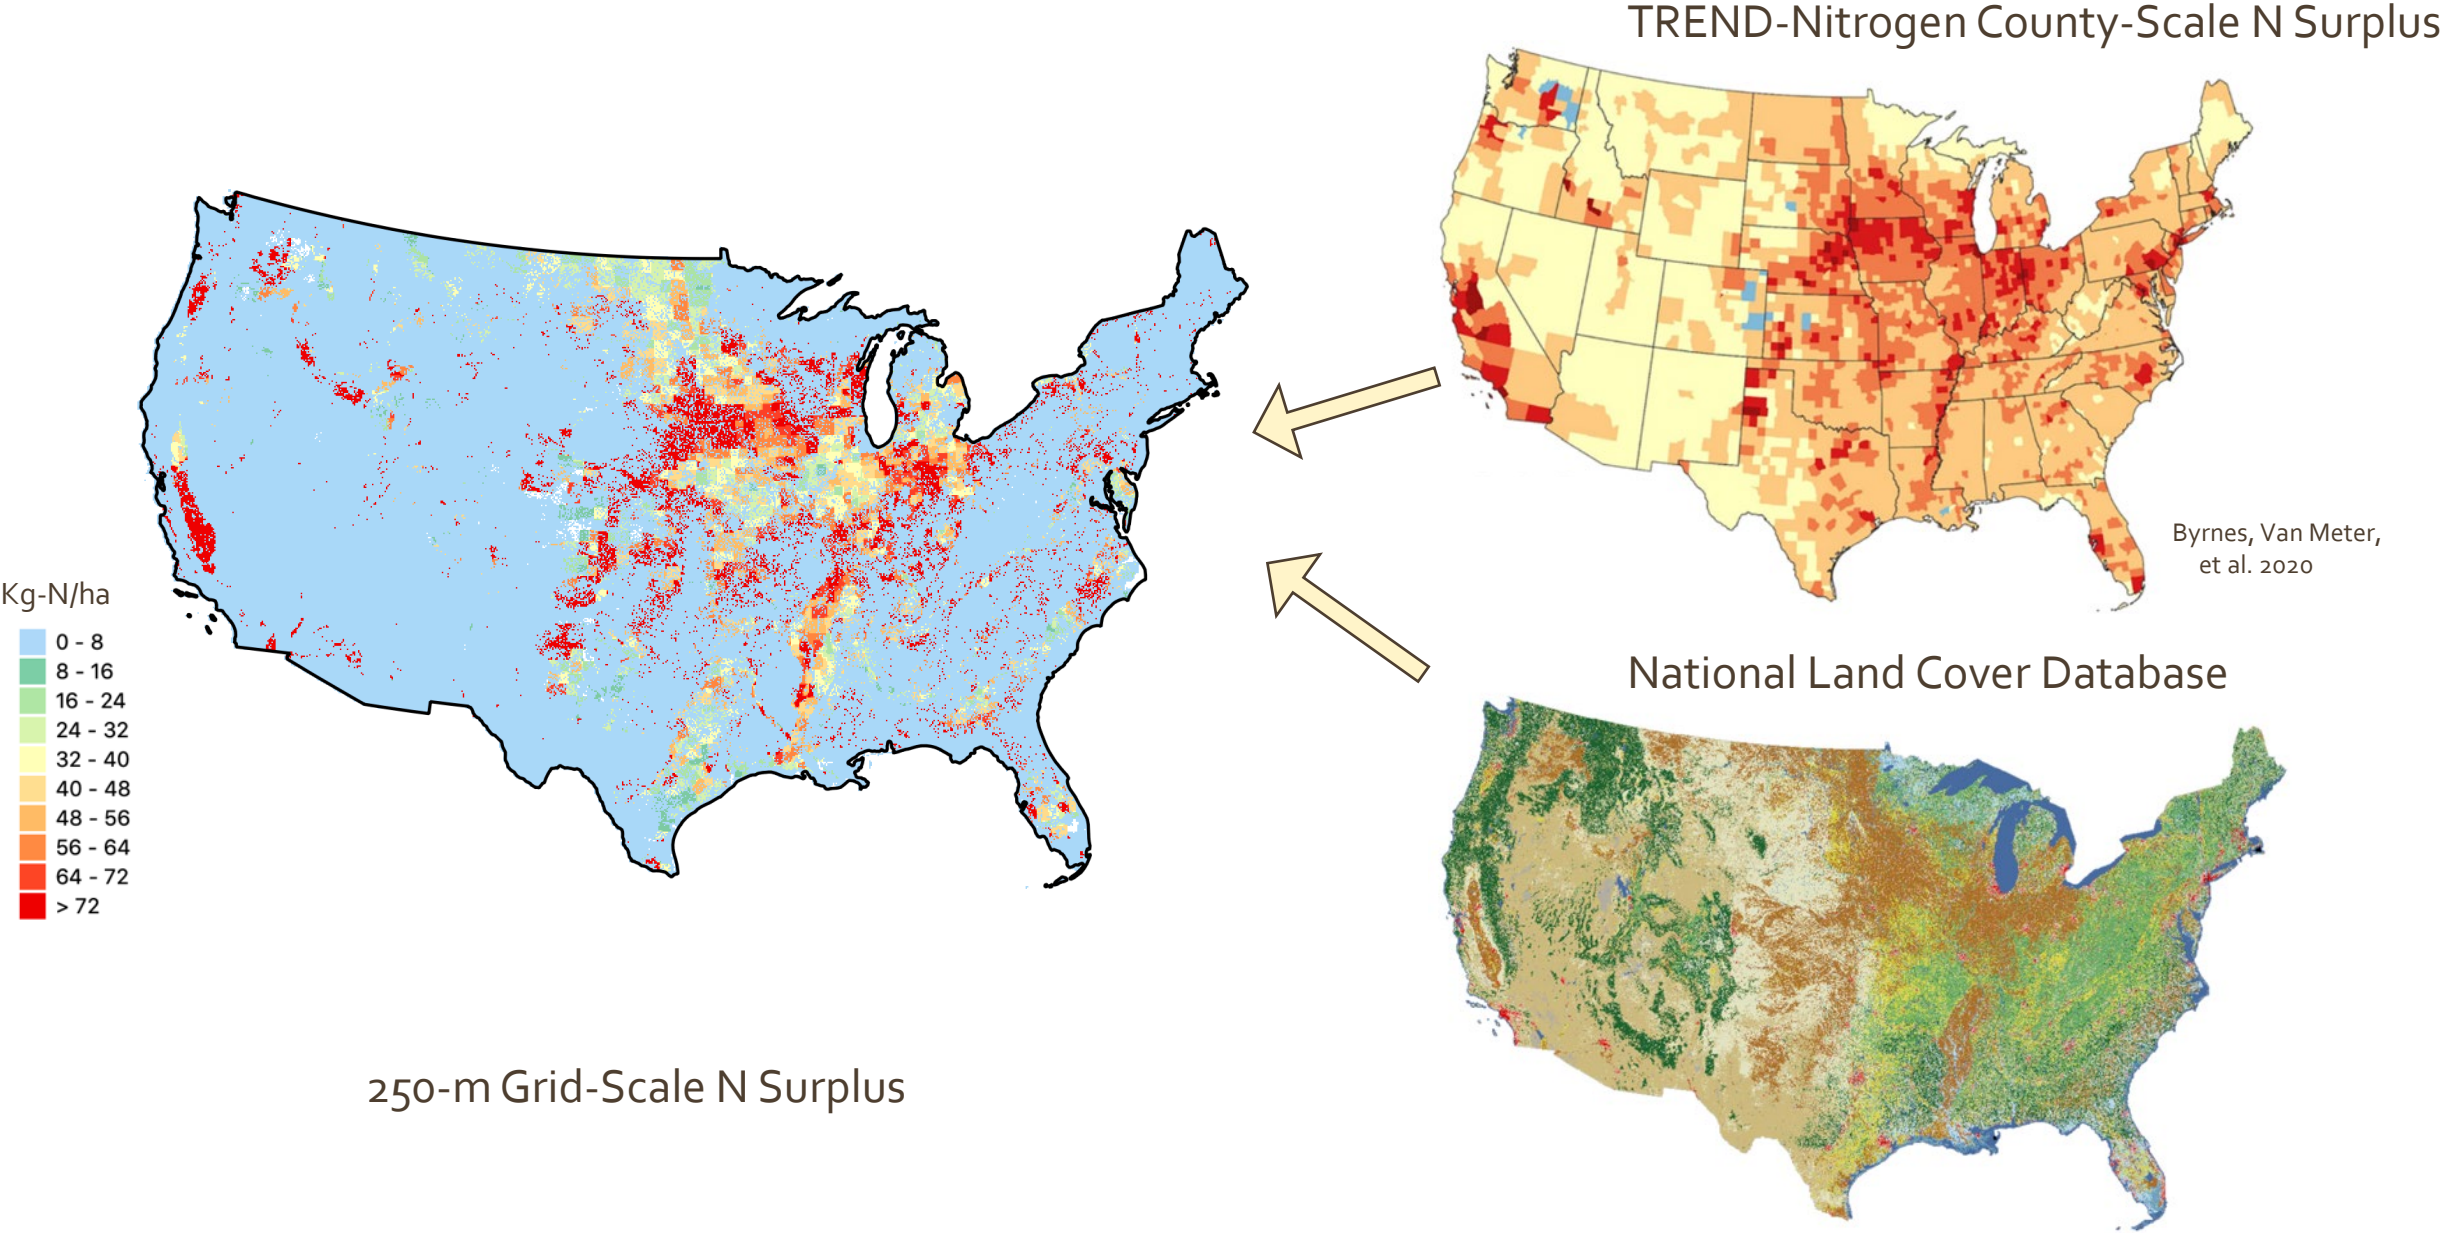 TREND-Nitrogen County-Scale N Surplus
Byrnes, Van Meter,
et al. 2020
Kg-N/ha
0 - 8
8 - 16
16 - 24
24 - 32
32 - 40
40 - 48
48 - 56
56 - 64
64 - 72
> 72
National Land Cover Database
250-m Grid-Scale N Surplus